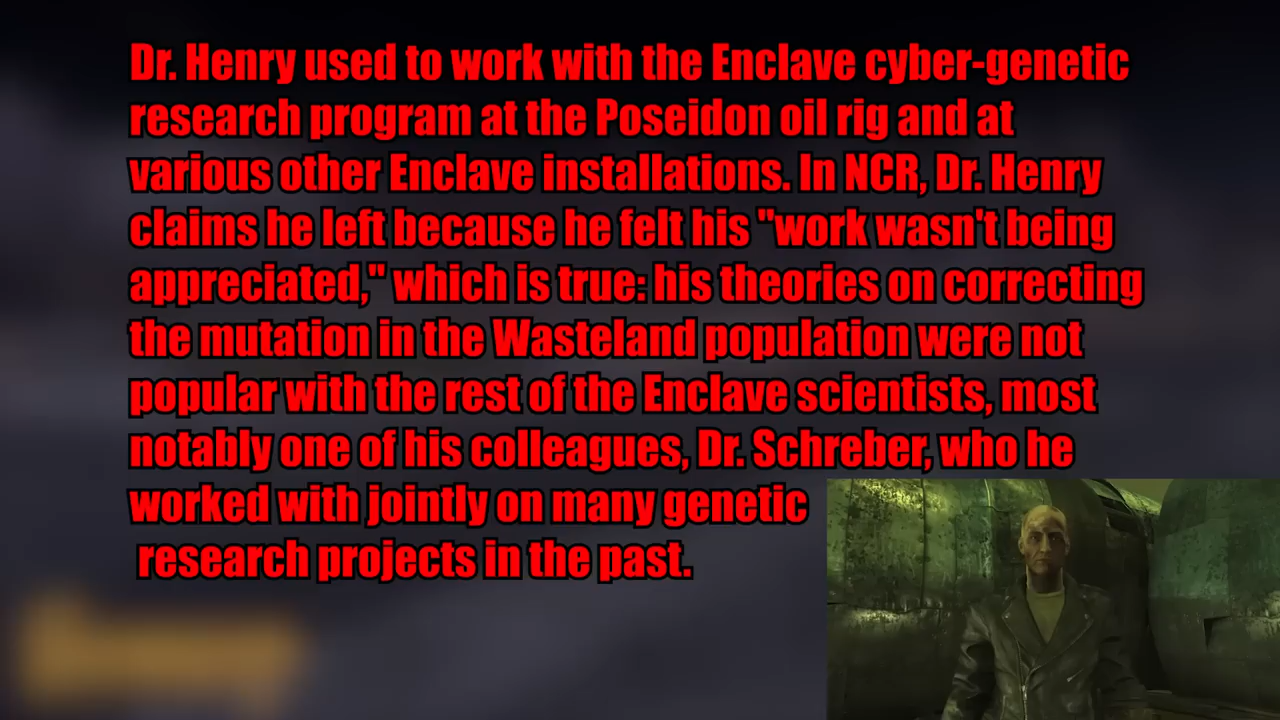 Dr. Henry used to work with the Enclave cyber-genetic
research program at the Poseidon oil rig and at
various other Enclave installations. In NCR, Dr. Henry
claims he left because he felt his "work wasn't being
appreciated," which is true: his theories on correcting
the mutation in the Wasteland population were not
popular with the rest of the Enclave scientists, most
notably one of his colleagues, Dr. Schreber, who he
worked with jointly on many genetic
research projects in the past.